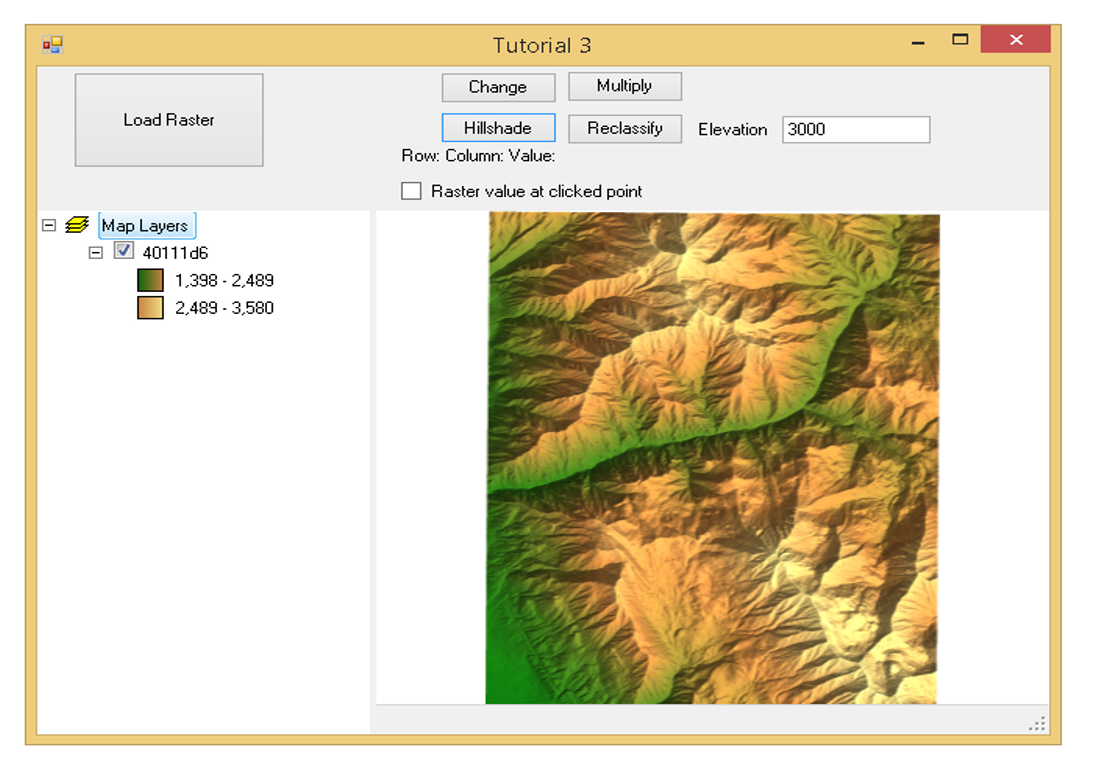 Tutorial 3
Load Raster
Change
Multiply
Hillshade
Reclassify
Elevation
3000
Row: Column: Value:
Raster value at clicked point
Map Layers
40111d6
1,398 - 2,489
2,489 - 3,580